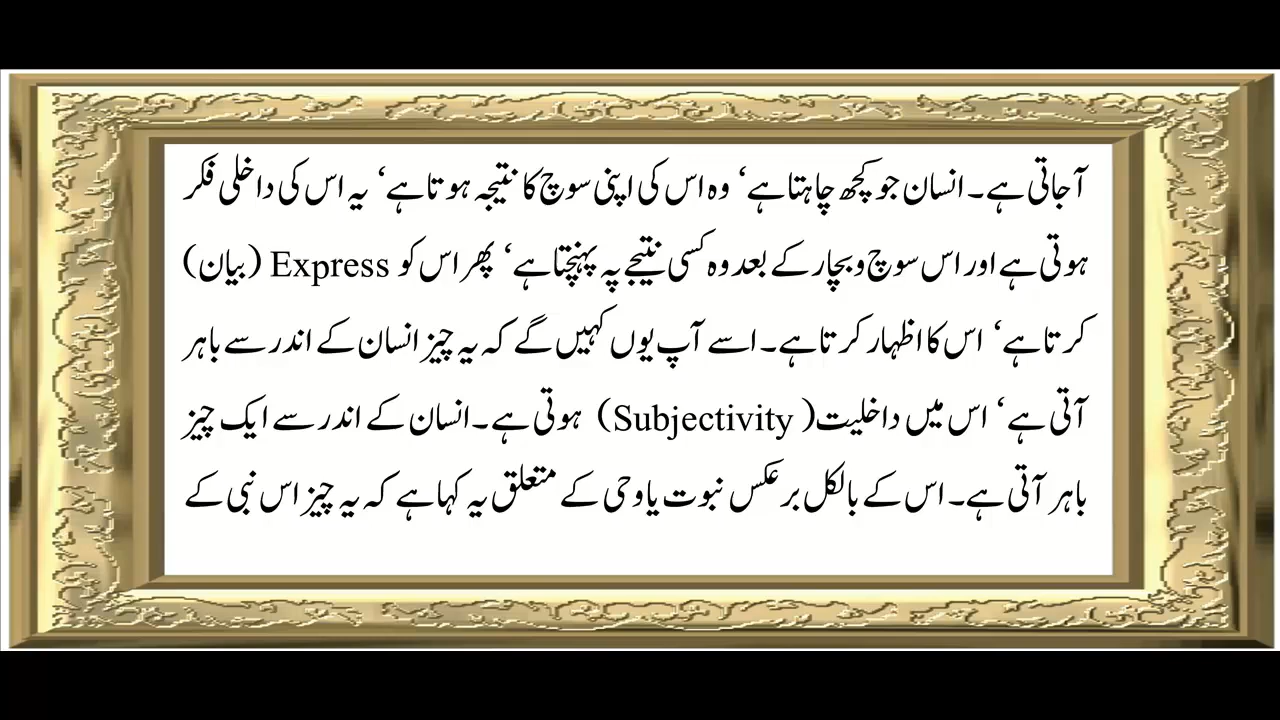 آجاتی ہے۔ انسان جو کچھ چاہتا ہے‘ وہ اس کی اپنی سوچ کا نتیجہ ہوتا ہے‘ یہ اس کی داخلی فکر
ہوتی ہے اور اس سوچ و بچار کے بعد وہ کسی نتیجے پہ پہنچتا ہے‘ پھر اس کو Express (بیان)
کرتا ہے‘ اس کا اظہار کرتا ہے۔ اسے آپ یوں کہیں گے کہ یہ چیز انسان کے اندر سے باہر
آتی ہے‘ اس میں داخلیت (Subjectivity) ہوتی ہے۔ انسان کے اندر سے ایک چیز
باہر آتی ہے۔ اس کے بالکل برعکس نبوت یا وحی کے متعلق یہ کہا ہے کہ یہ چیز اس نبی کے